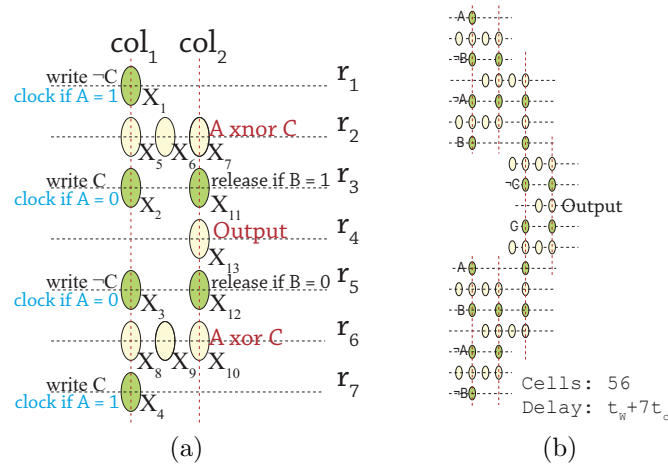 col1 col2
write ¬C
clock if A = 1
X1
r1
A xnor C
X5 X6 X7
r2
write C
clock if A = 0
X2
release if B = 1
X11
r3
Output
X13
r4
write ¬C
clock if A = 0
X3
release if B = 0
X12
r5
A xor C
X8 X9 X10
r6
write C
clock if A = 1
X4
r7
(a)
A
¬B
¬A
B
¬C
Output
G
A
B
¬A
¬B
Cells: 56
Delay: tW+7tc
(b)